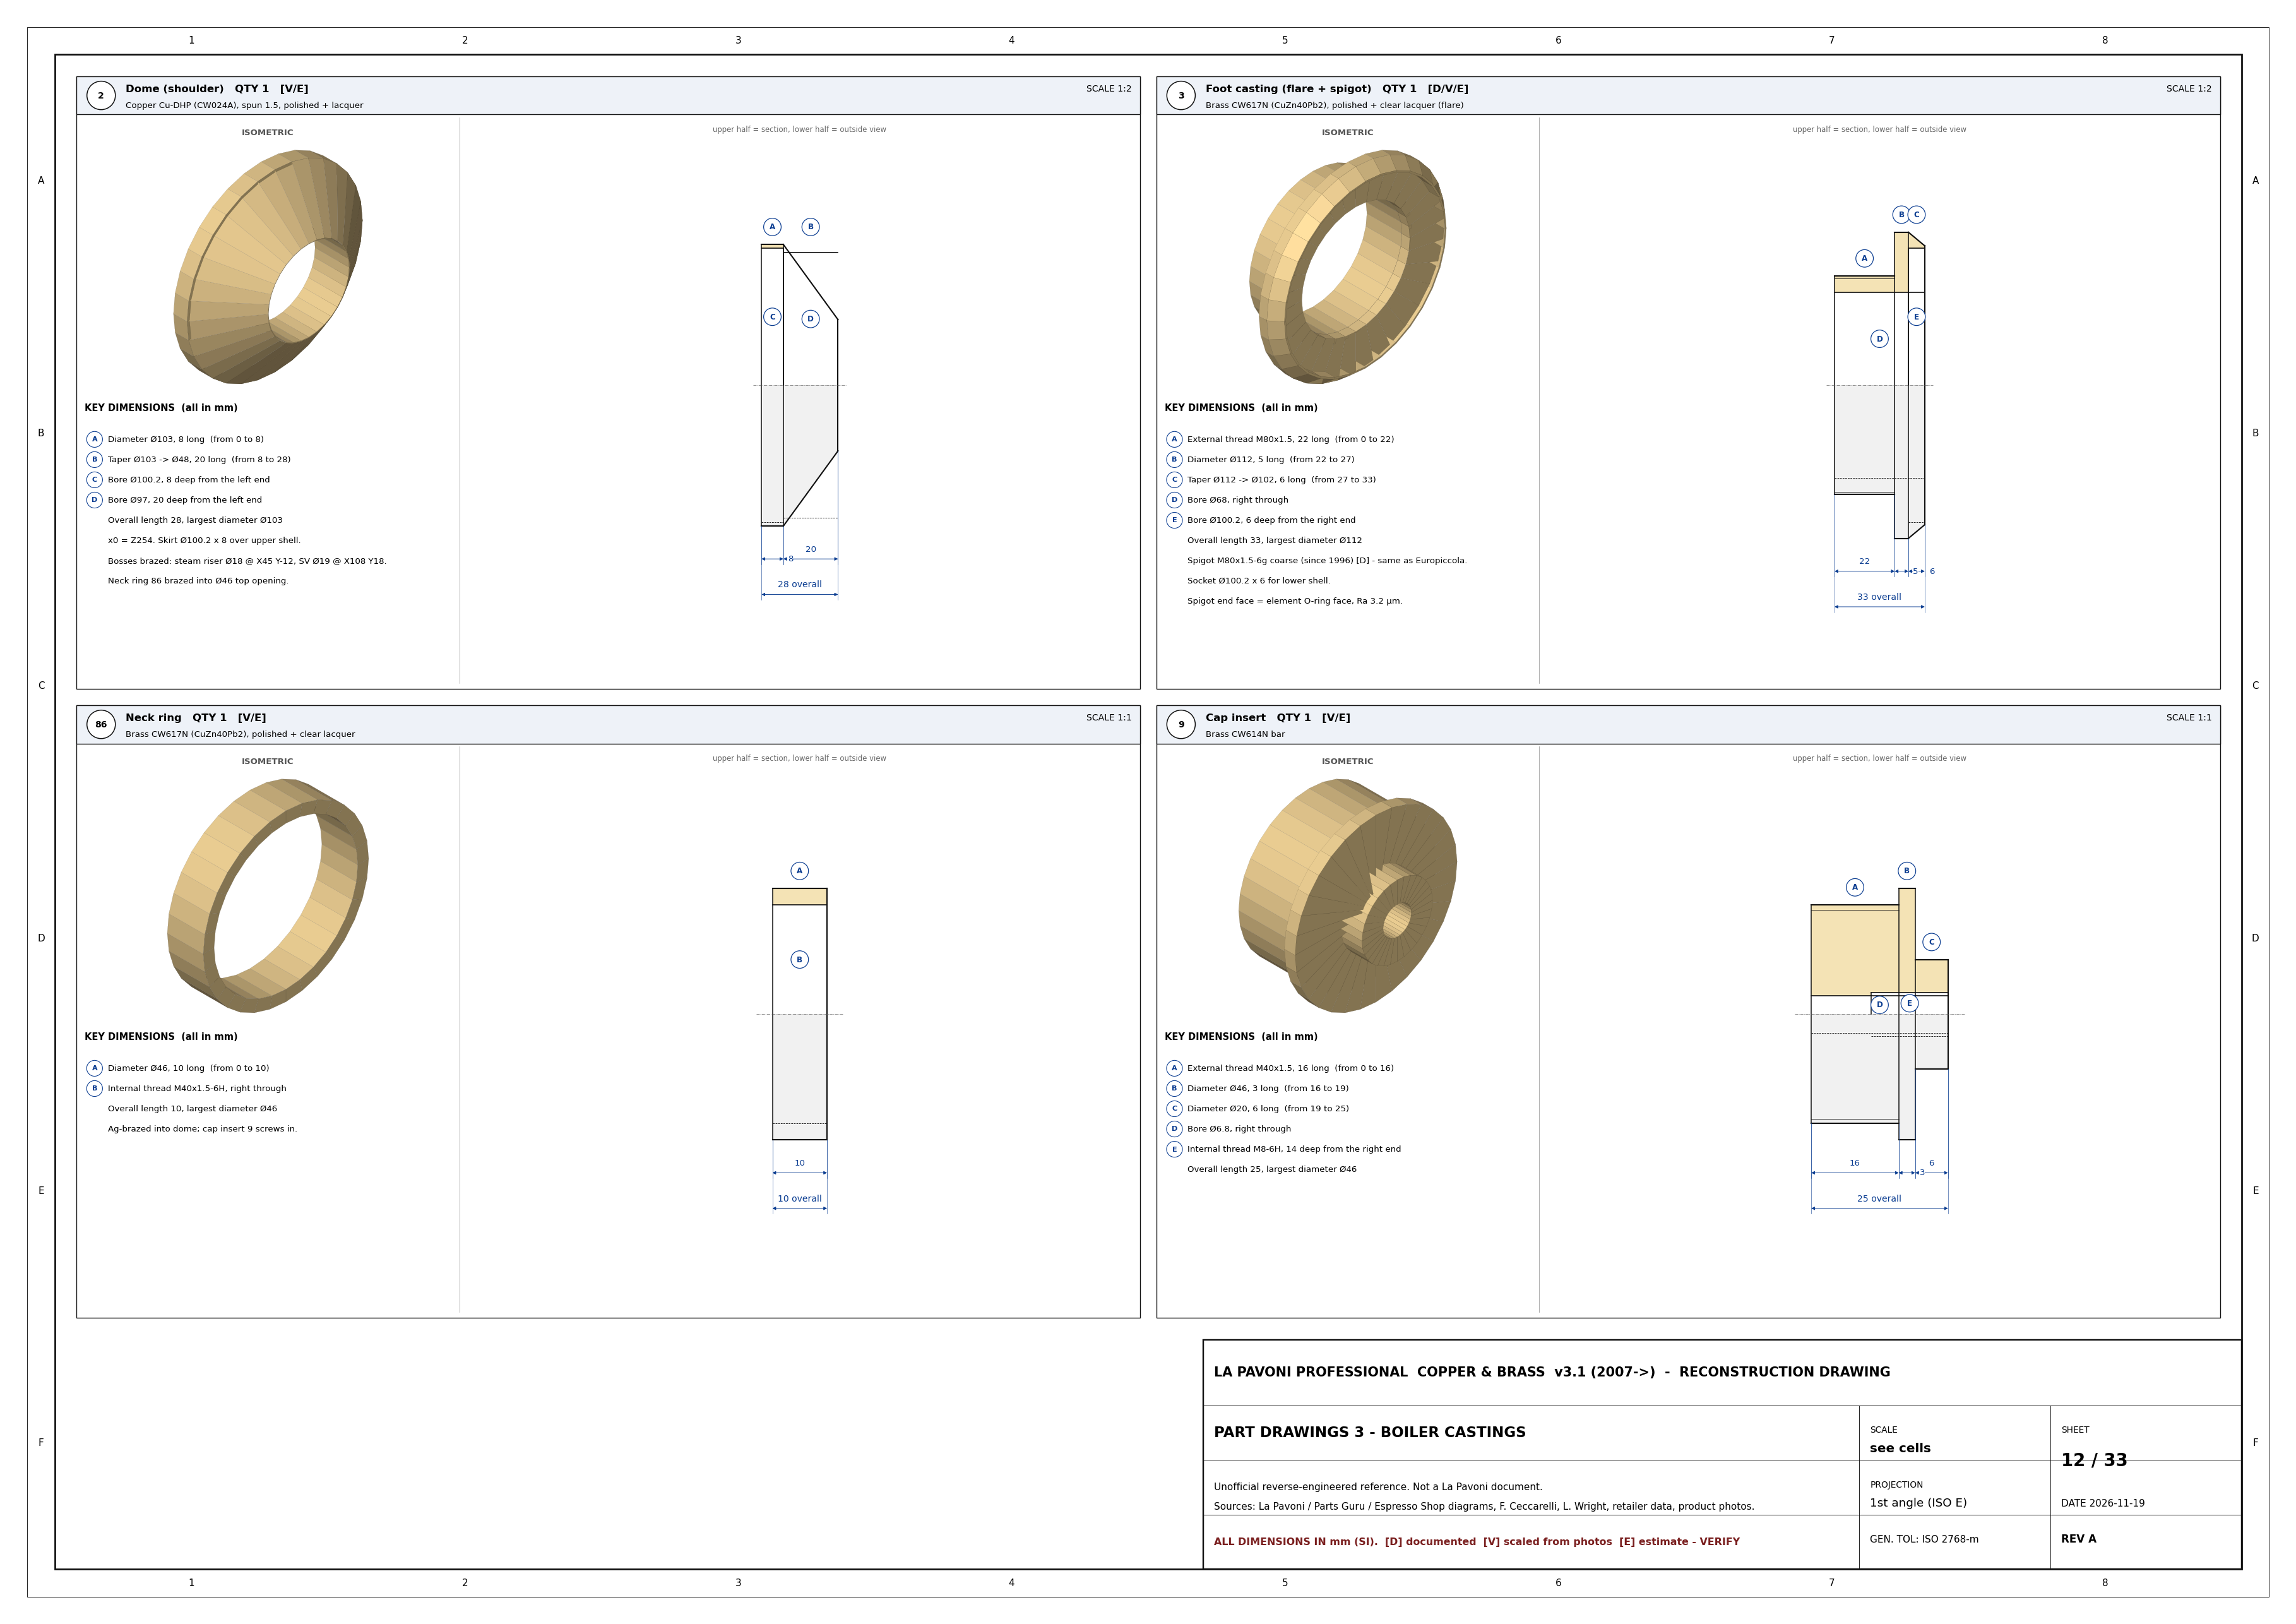 1 2 3 4 5 6 7 8
A A
B B
C C
D D
E E
F F
2 Dome (shoulder) QTY 1 [V/E] SCALE 1:2
Copper Cu-DHP (CW024A), spun 1.5, polished + lacquer
ISOMETRIC
upper half = section, lower half = outside view
A B
C D
8 20
28 overall
KEY DIMENSIONS (all in mm)
A Diameter Ø103, 8 long (from 0 to 8)
B Taper Ø103 -> Ø48, 20 long (from 8 to 28)
C Bore Ø100.2, 8 deep from the left end
D Bore Ø97, 20 deep from the left end
Overall length 28, largest diameter Ø103
x0 = Z254. Skirt Ø100.2 x 8 over upper shell.
Bosses brazed: steam riser Ø18 @ X45 Y-12, SV Ø19 @ X108 Y18.
Neck ring 86 brazed into Ø46 top opening.
3 Foot casting (flare + spigot) QTY 1 [D/V/E] SCALE 1:2
Brass CW617N (CuZn40Pb2), polished + clear lacquer (flare)
ISOMETRIC
upper half = section, lower half = outside view
B C
A
E
D
22 5 6
33 overall
KEY DIMENSIONS (all in mm)
A External thread M80x1.5, 22 long (from 0 to 22)
B Diameter Ø112, 5 long (from 22 to 27)
C Taper Ø112 -> Ø102, 6 long (from 27 to 33)
D Bore Ø68, right through
E Bore Ø100.2, 6 deep from the right end
Overall length 33, largest diameter Ø112
Spigot M80x1.5-6g coarse (since 1996) [D] - same as Europiccola.
Socket Ø100.2 x 6 for lower shell.
Spigot end face = element O-ring face, Ra 3.2 µm.
86 Neck ring QTY 1 [V/E] SCALE 1:1
Brass CW617N (CuZn40Pb2), polished + clear lacquer
ISOMETRIC
upper half = section, lower half = outside view
A
B
10
10 overall
KEY DIMENSIONS (all in mm)
A Diameter Ø46, 10 long (from 0 to 10)
B Internal thread M40x1.5-6H, right through
Overall length 10, largest diameter Ø46
Ag-brazed into dome; cap insert 9 screws in.
9 Cap insert QTY 1 [V/E] SCALE 1:1
Brass CW614N bar
ISOMETRIC
upper half = section, lower half = outside view
B
A
C
D E
16 3 6
25 overall
KEY DIMENSIONS (all in mm)
A External thread M40x1.5, 16 long (from 0 to 16)
B Diameter Ø46, 3 long (from 16 to 19)
C Diameter Ø20, 6 long (from 19 to 25)
D Bore Ø6.8, right through
E Internal thread M8-6H, 14 deep from the right end
Overall length 25, largest diameter Ø46
LA PAVONI PROFESSIONAL COPPER & BRASS v3.1 (2007->) - RECONSTRUCTION DRAWING
PART DRAWINGS 3 - BOILER CASTINGS
SCALE
see cells
SHEET
12 / 33
Unofficial reverse-engineered reference. Not a La Pavoni document.
Sources: La Pavoni / Parts Guru / Espresso Shop diagrams, F. Ceccarelli, L. Wright, retailer data, product photos.
PROJECTION
1st angle (ISO E)
DATE 2026-11-19
ALL DIMENSIONS IN mm (SI). [D] documented [V] scaled from photos [E] estimate - VERIFY
GEN. TOL: ISO 2768-m
REV A
1 2 3 4 5 6 7 8